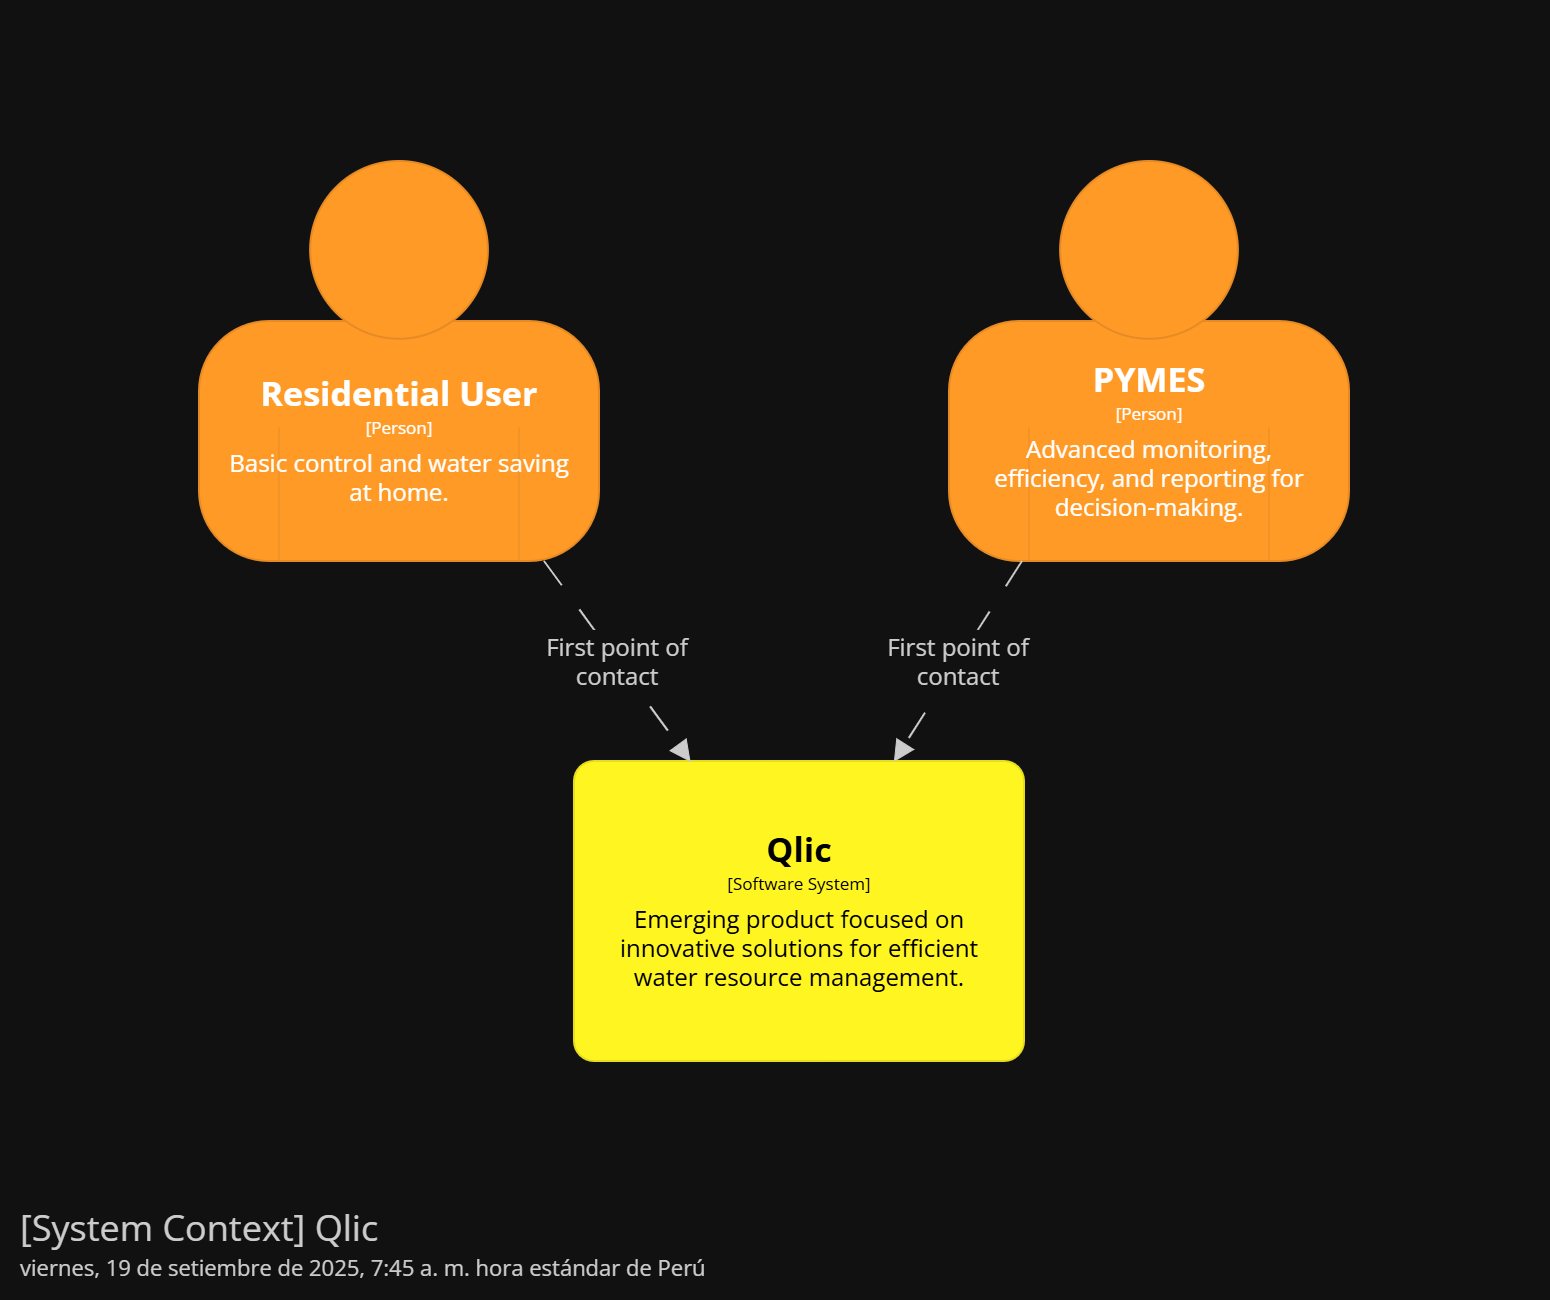 Residential User
[Person]
Basic control and water saving
at home.
PYMES
[Person]
Advanced monitoring,
efficiency, and reporting for
decision-making.
First point of
contact
First point of
contact
Qlic
[Software System]
Emerging product focused on
innovative solutions for efficient
water resource management.
[System Context] Qlic
viernes, 19 de setiembre de 2025, 7:45 a. m. hora estándar de Perú